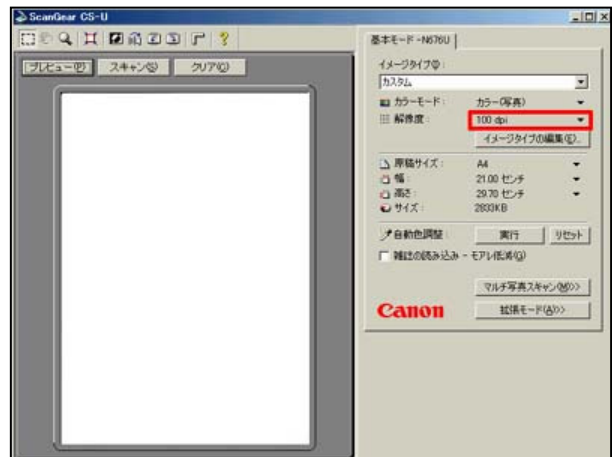 ScanGear CS-U
プレビュー(P)
スキャン(S)
クリア(C)
基本モード -N676U
イメージタイプ(I):
カスタム
カラーモード: カラー(写真)
解像度: 100 dpi
イメージタイプの編集(E)...
原稿サイズ: A4
幅: 21.00 センチ
高さ: 29.70 センチ
サイズ: 2833KB
自動色調整 実行 リセット
雑誌の読み込み - モアレ低減(G)
マルチ写真スキャン(M)>>
Canon
拡張モード(A)>>